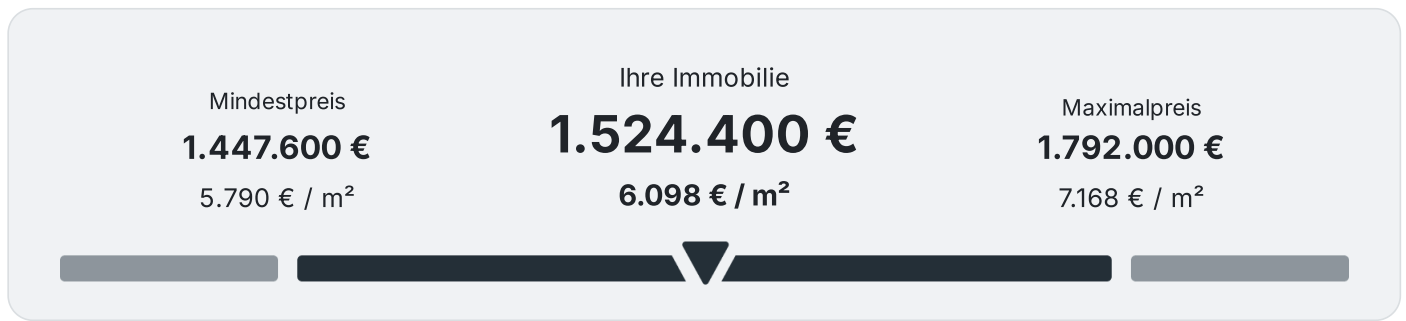 Mindestpreis
1.447.600 €
5.790 € / m²
Ihre Immobilie
1.524.400 €
6.098 € / m²
Maximalpreis
1.792.000 €
7.168 € / m²